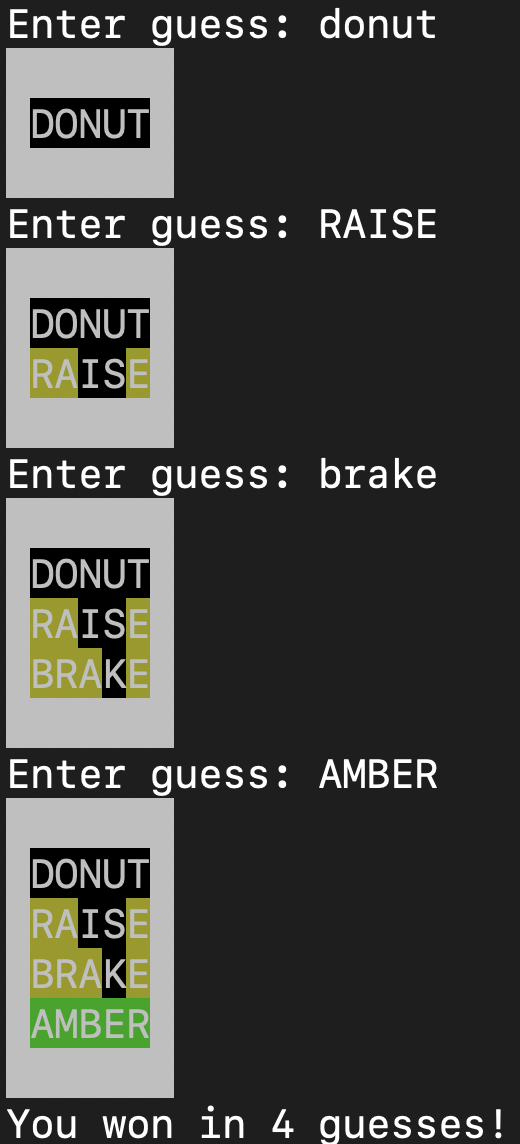 Enter guess: donut
DONUT
Enter guess: RAISE
DONUT
RAISE
Enter guess: brake
DONUT
RAISE
BRAKE
Enter guess: AMBER
DONUT
RAISE
BRAKE
AMBER
You won in 4 guesses!